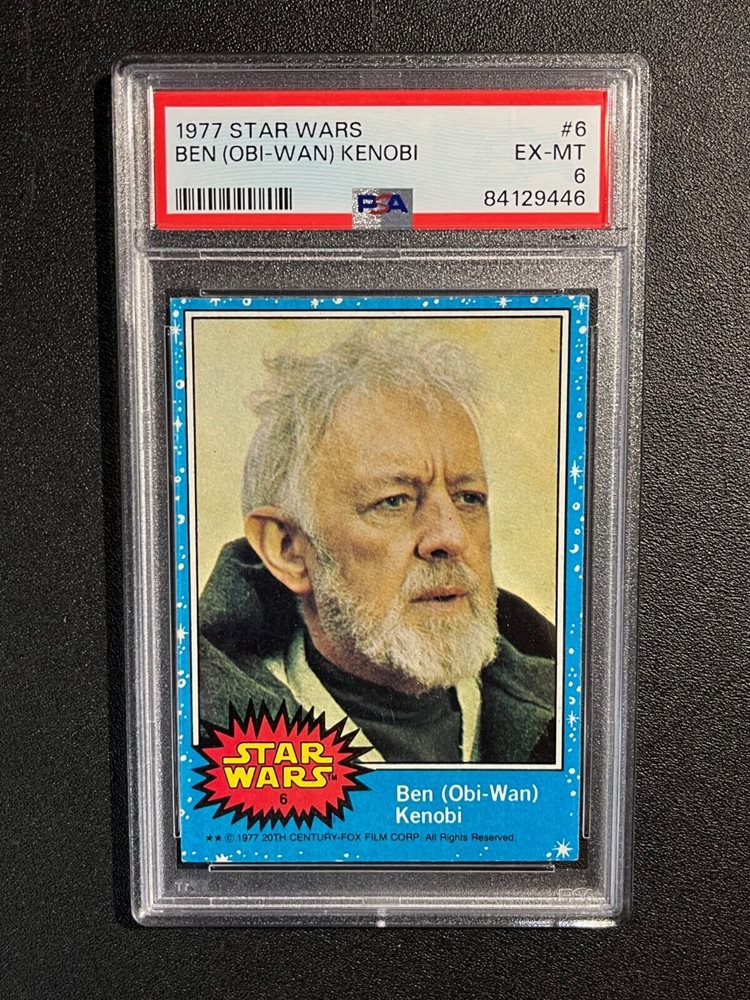 1977 STAR WARS #6
BEN (OBI-WAN) KENOBI EX-MT
6
PSA 84129446
STAR
WARS™
6
Ben (Obi-Wan)
Kenobi
★★ © 1977 20TH CENTURY-FOX FILM CORP. All Rights Reserved.